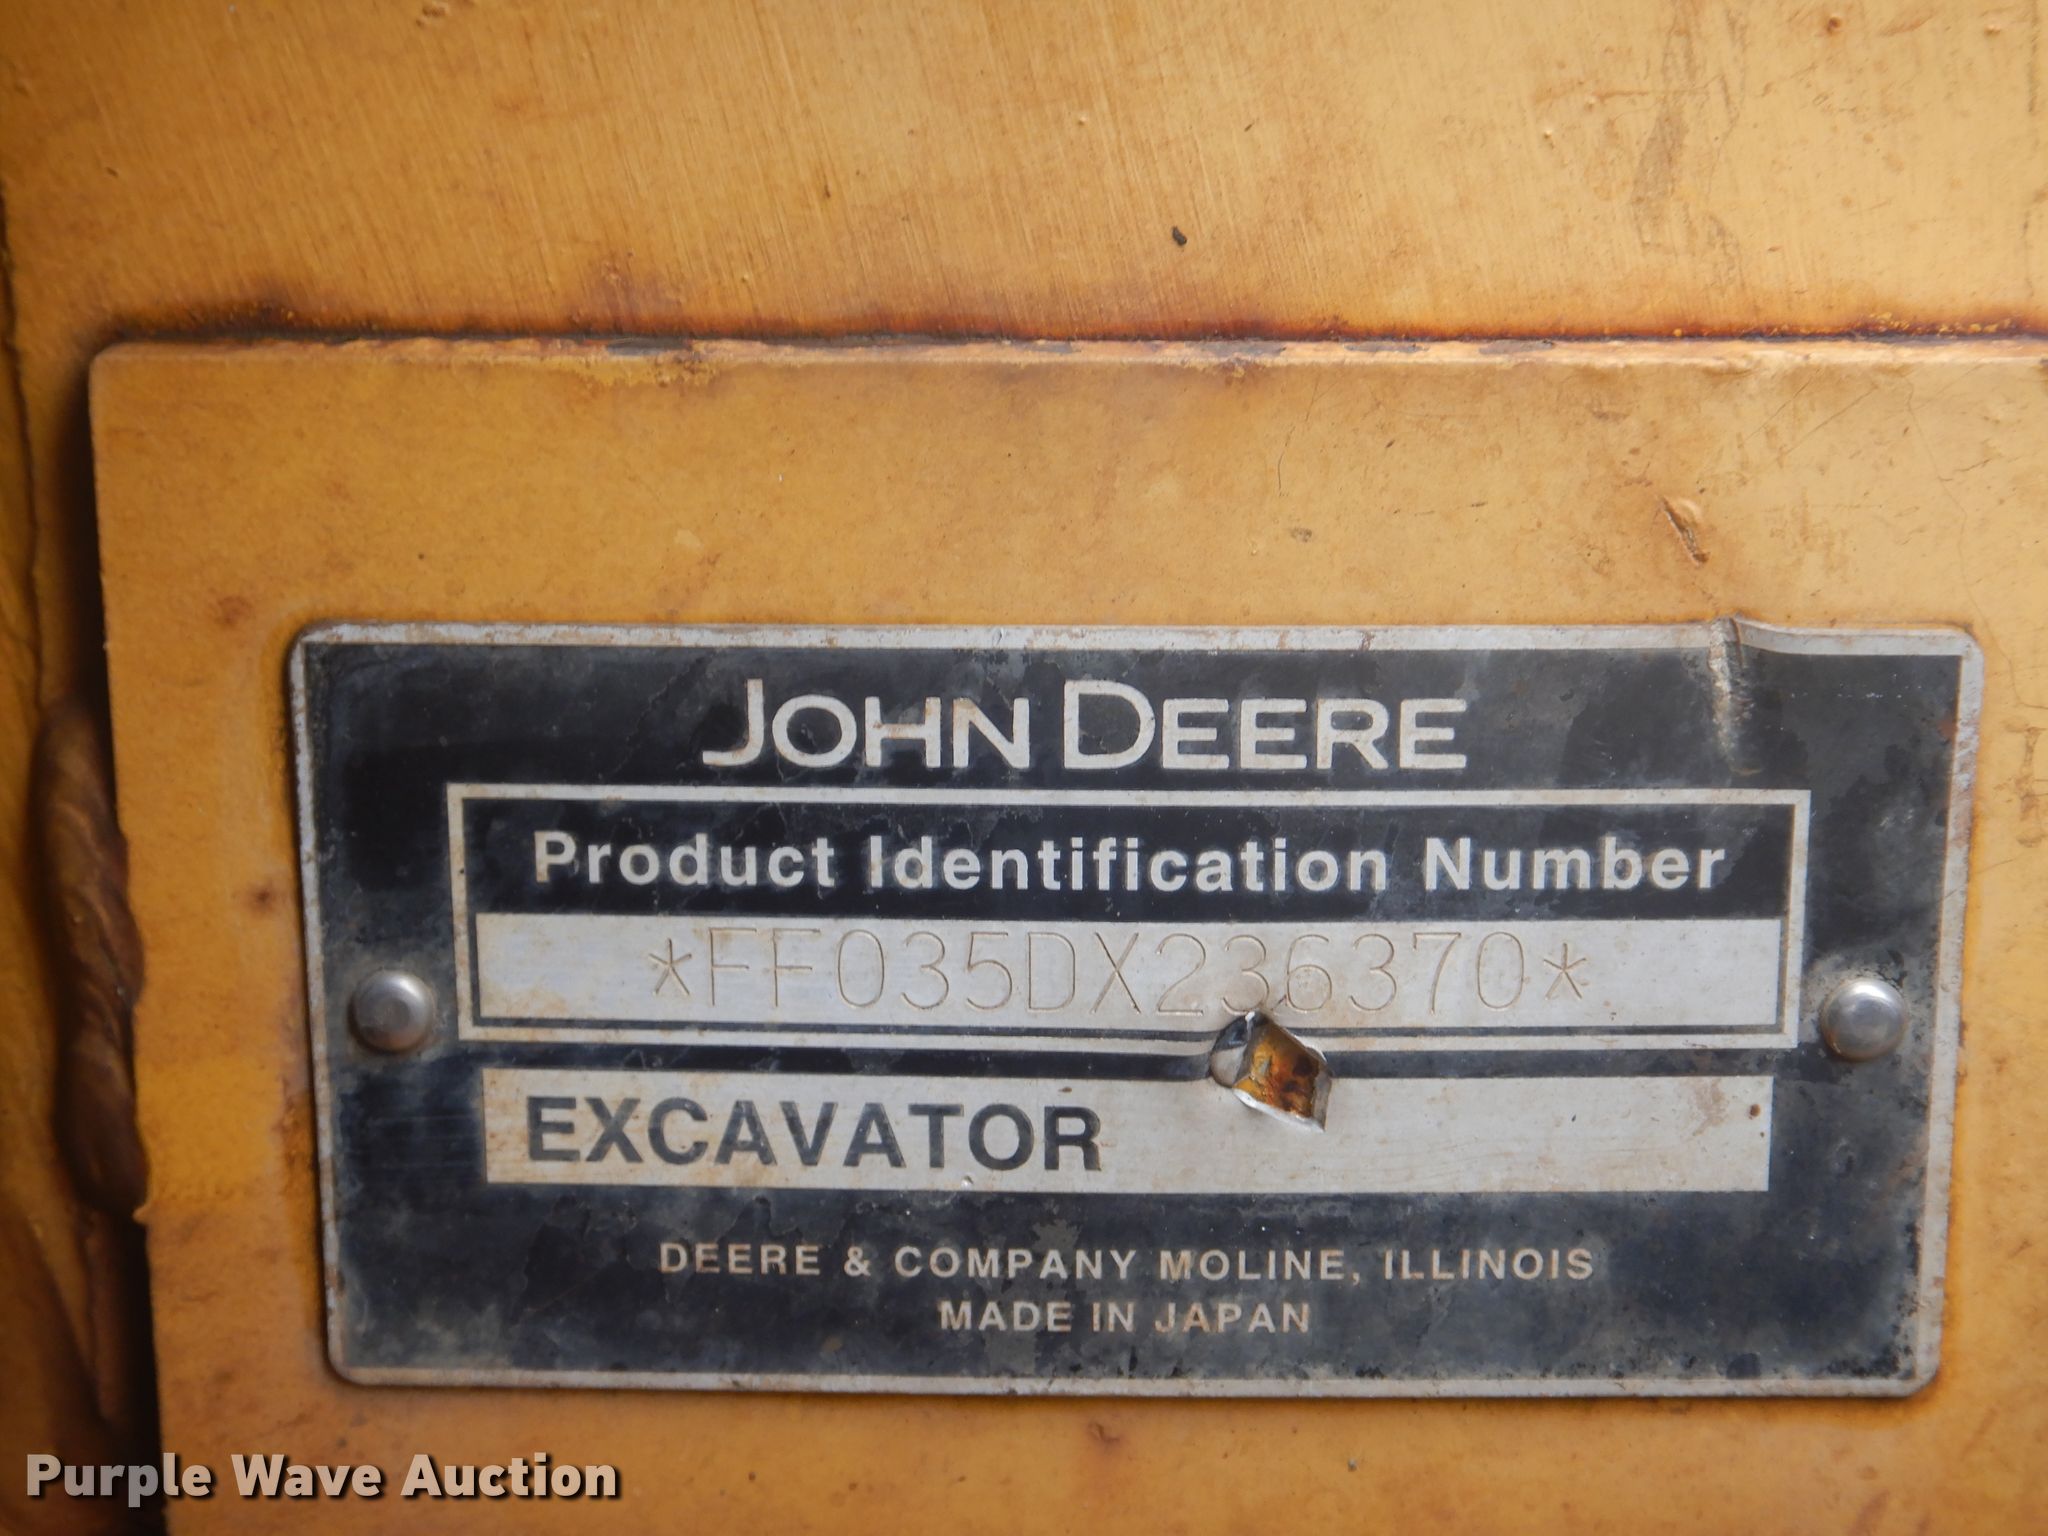 JOHN DEERE
Product Identification Number
*FF035DX236370*
EXCAVATOR
DEERE & COMPANY MOLINE, ILLINOIS
MADE IN JAPAN
Purple Wave Auction